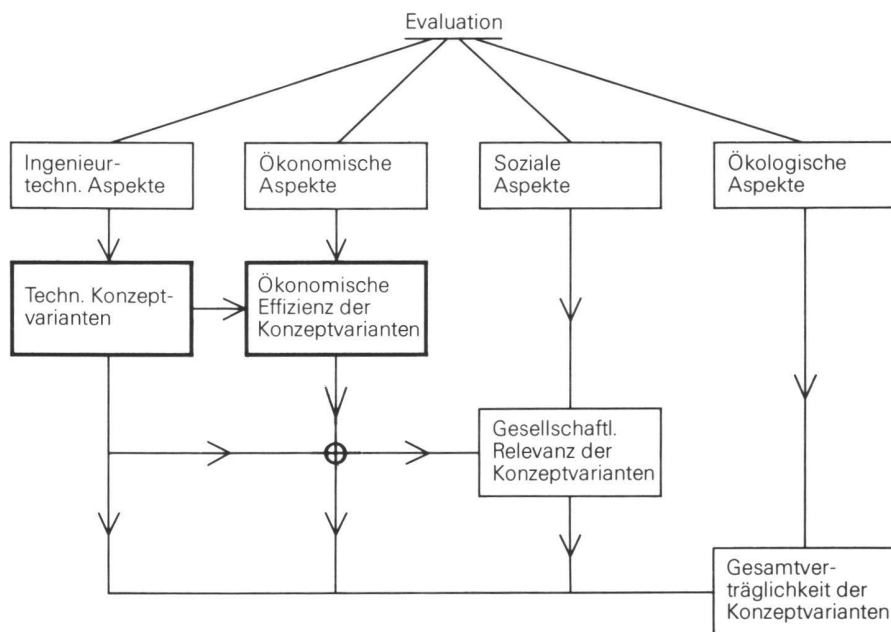 Evaluation
Ingenieur-
techn. Aspekte
Ökonomische
Aspekte
Soziale
Aspekte
Ökologische
Aspekte
Techn. Konzept-
varianten
Ökonomische
Effizienz der
Konzeptvarianten
Gesellschaftl.
Relevanz der
Konzeptvarianten
Gesamtver-
träglichkeit der
Konzeptvarianten